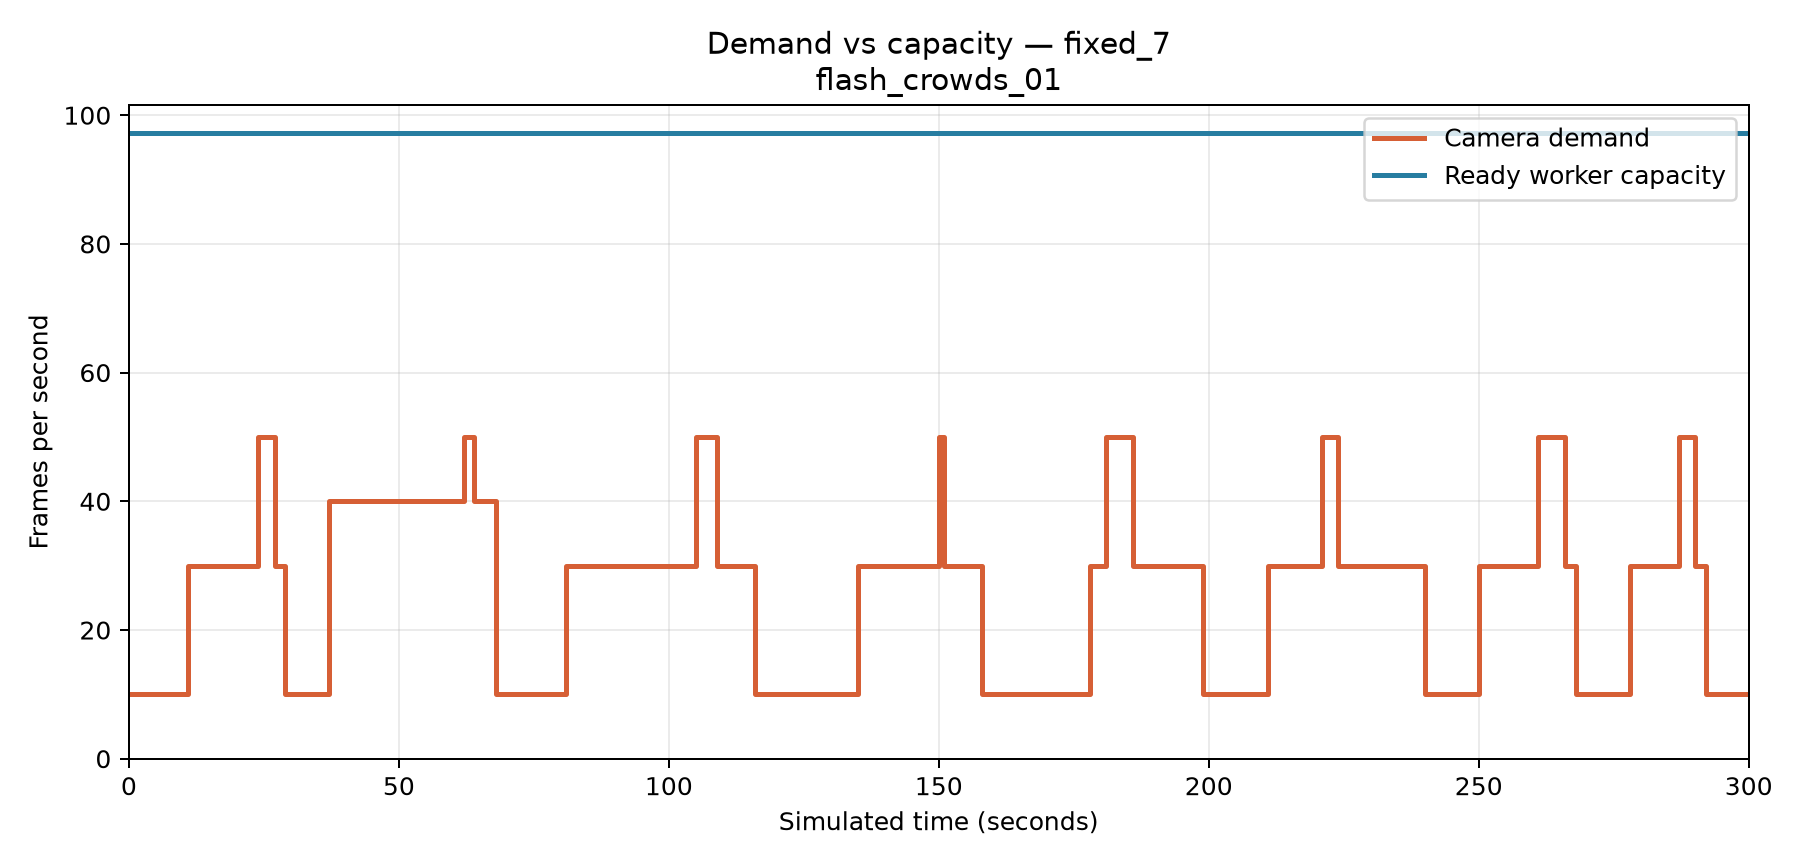 Demand vs capacity — fixed_7
flash_crowds_01
100
80
60
40
20
0
Frames per second
Camera demand
Ready worker capacity
0 50 100 150 200 250 300
Simulated time (seconds)